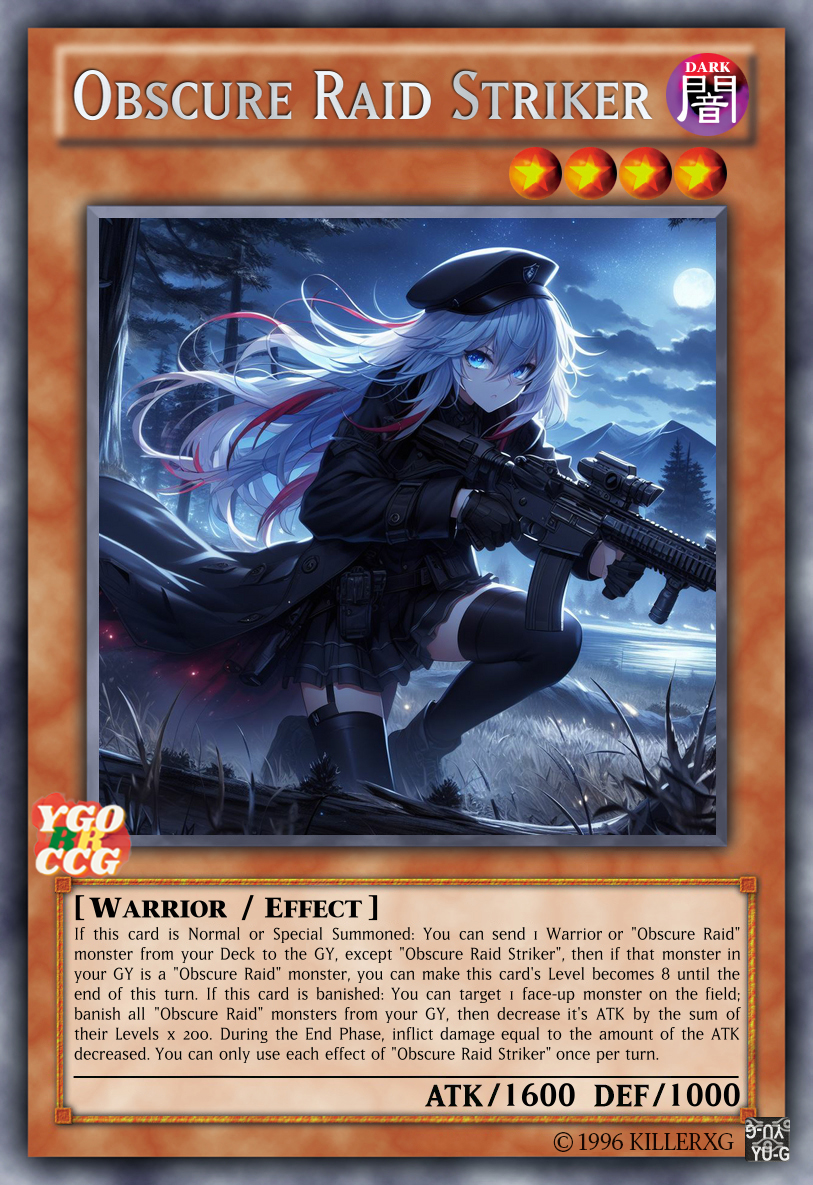 Obscure Raid Striker
DARK
闇
YGO
RR
CCG
[ Warrior / Effect ]
If this card is Normal or Special Summoned: You can send 1 Warrior or "Obscure Raid"
monster from your Deck to the GY, except "Obscure Raid Striker", then if that monster in
your GY is a "Obscure Raid" monster, you can make this card's Level becomes 8 until the
end of this turn. If this card is banished: You can target 1 face-up monster on the field;
banish all "Obscure Raid" monsters from your GY, then decrease it's ATK by the sum of
their Levels x 200. During the End Phase, inflict damage equal to the amount of the ATK
decreased. You can only use each effect of "Obscure Raid Striker" once per turn.
ATK/1600 DEF/1000
© 1996 KILLERXG
YU-G
YU-G